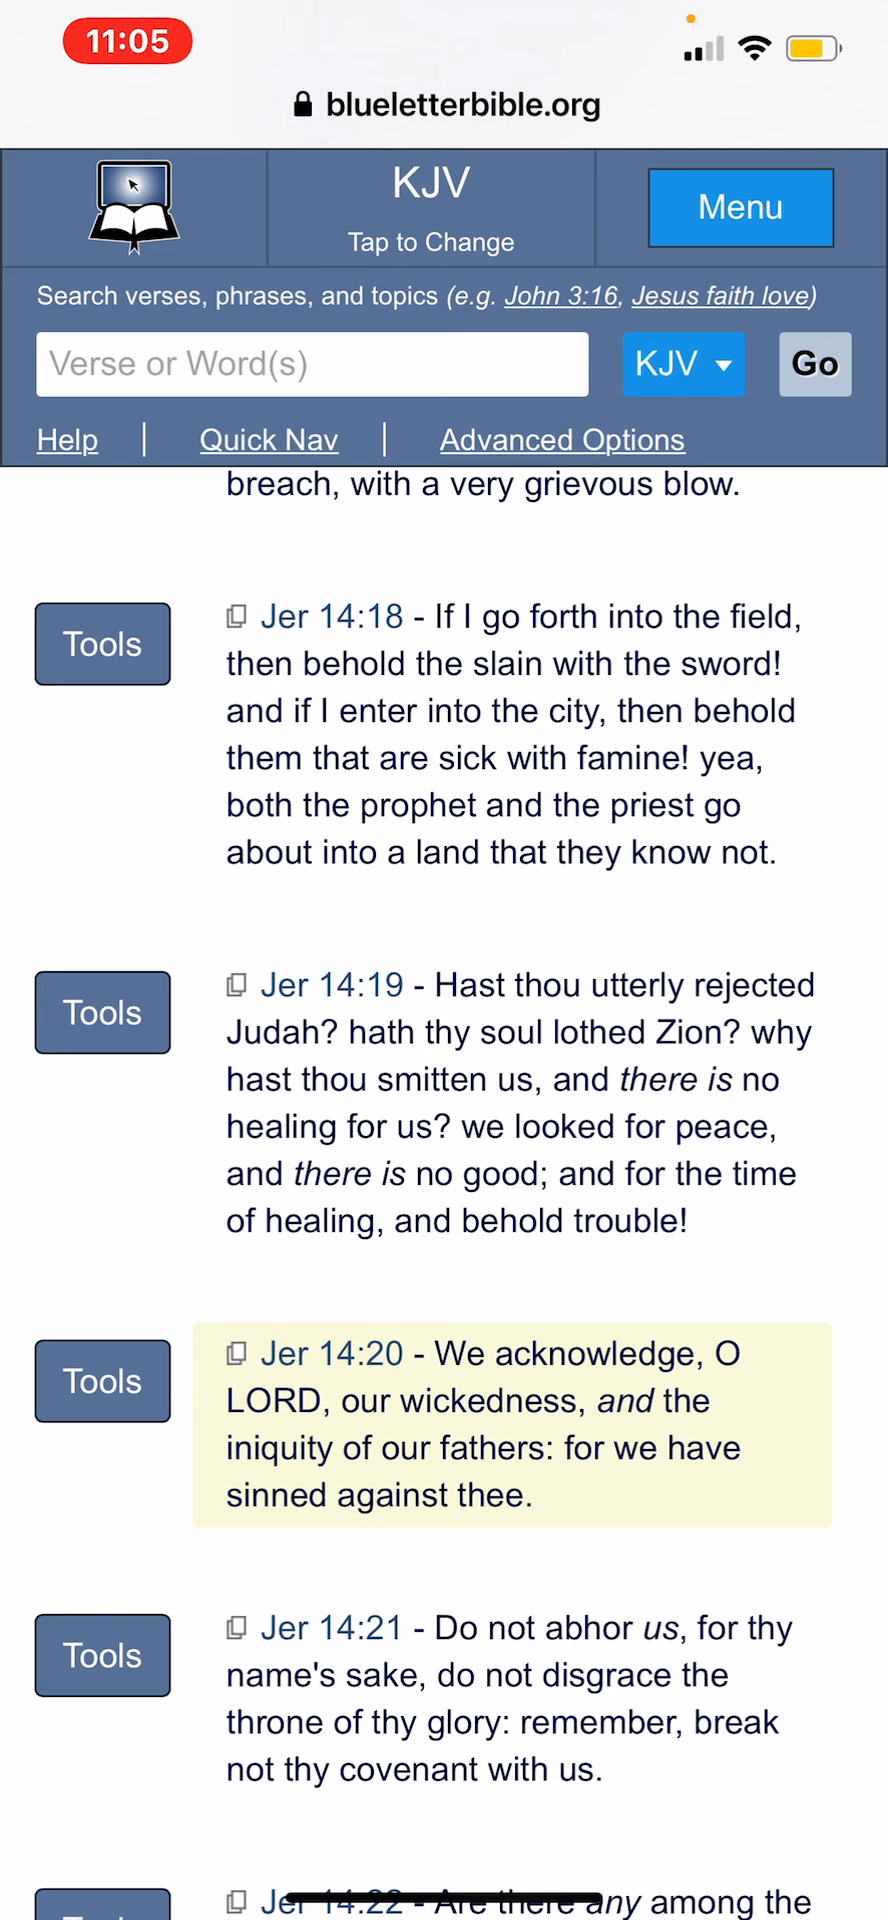 11:05
blueletterbible.org
KJV
Tap to Change
Menu
Search verses, phrases, and topics (e.g. John 3:16, Jesus faith love)
Verse or Word(s)
KJV
Go
Help | Quick Nav | Advanced Options
breach, with a very grievous blow.
Tools
Jer 14:18 - If I go forth into the field,
then behold the slain with the sword!
and if I enter into the city, then behold
them that are sick with famine! yea,
both the prophet and the priest go
about into a land that they know not.
Tools
Jer 14:19 - Hast thou utterly rejected
Judah? hath thy soul lothed Zion? why
hast thou smitten us, and there is no
healing for us? we looked for peace,
and there is no good; and for the time
of healing, and behold trouble!
Tools
Jer 14:20 - We acknowledge, O
LORD, our wickedness, and the
iniquity of our fathers: for we have
sinned against thee.
Tools
Jer 14:21 - Do not abhor us, for thy
name's sake, do not disgrace the
throne of thy glory: remember, break
not thy covenant with us.
Jer 14:22 - Are there any among the